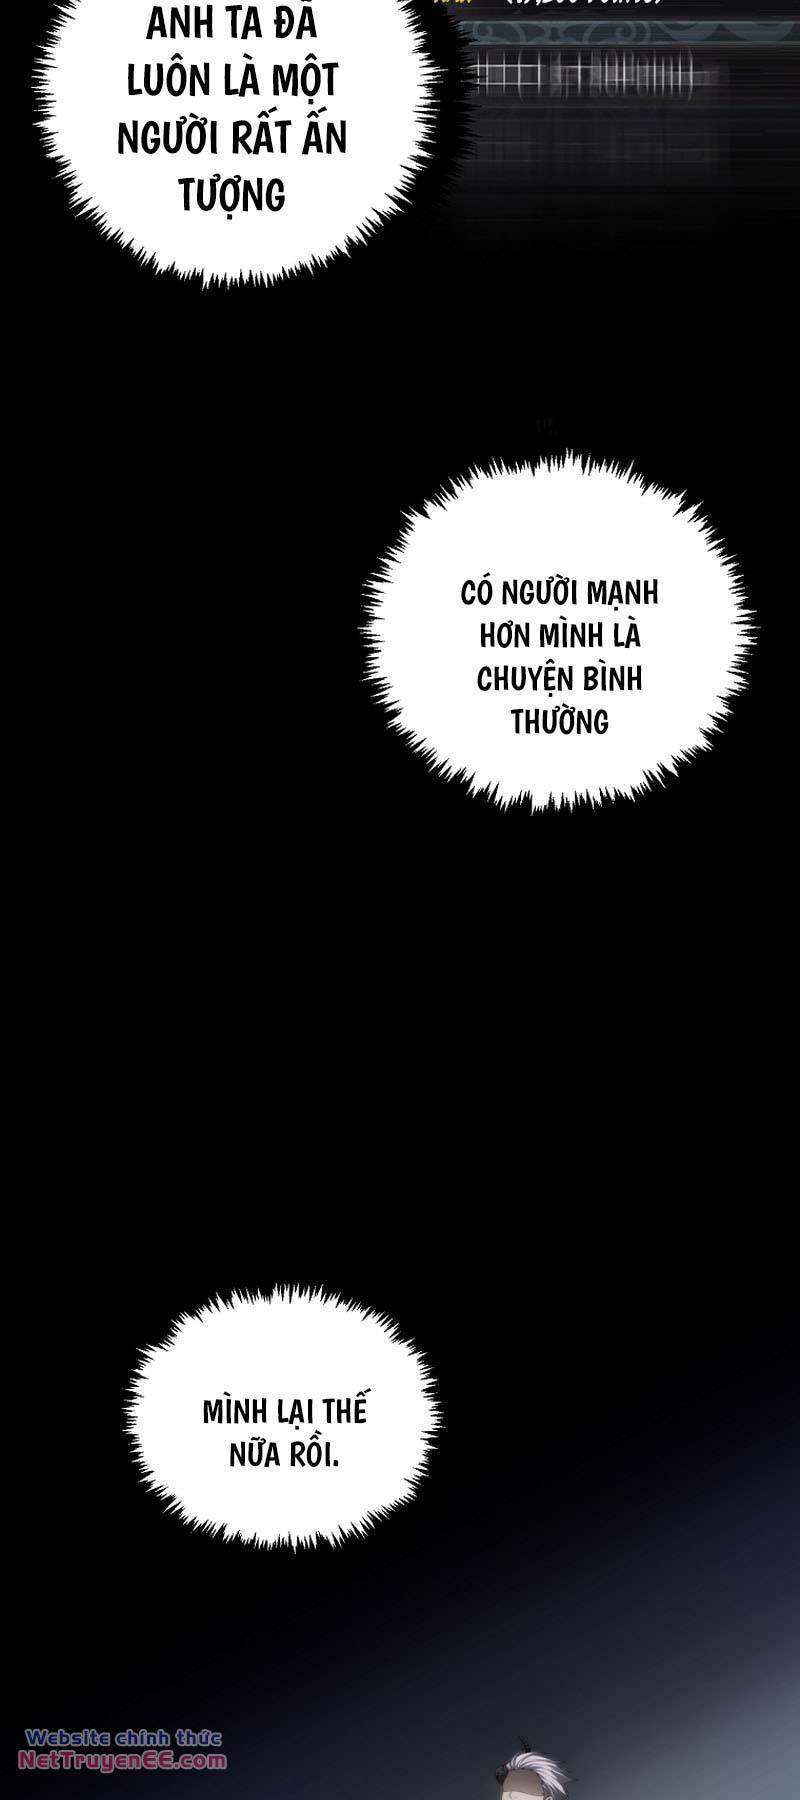 ANH TA ĐÃ
LUÔN LÀ MỘT
NGƯỜI RẤT ẤN
TƯỢNG
CÓ NGƯỜI MẠNH
HƠN MÌNH LÀ
CHUYỆN BÌNH
THƯỜNG
MÌNH LẠI THẾ
NỮA RỒI.
Website chính thức
NetTruyenEE.com